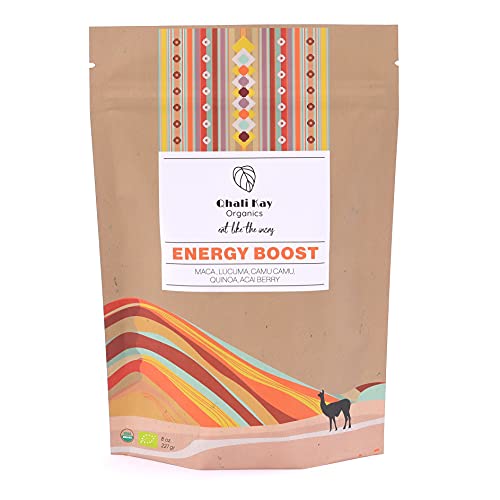 Qhali Kay
Organics
eat like the incas
ENERGY BOOST
MACA, LUCUMA, CAMU CAMU,
QUINOA, ACAI BERRY
8 oz
227 gr